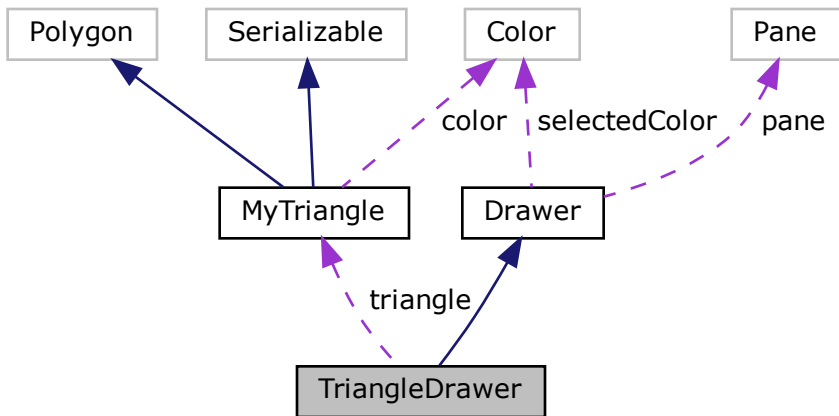 Polygon
Serializable
Color
Pane
color
selectedColor
pane
MyTriangle
Drawer
triangle
TriangleDrawer